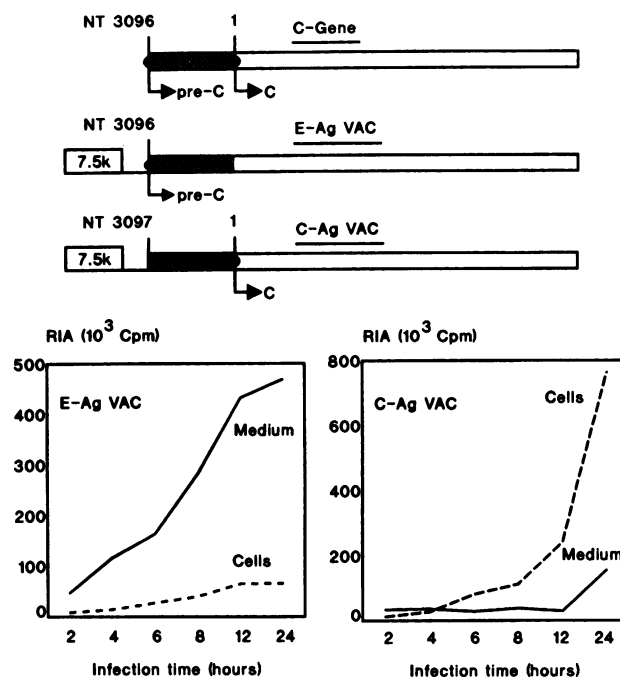 NT 3096 1 C-Gene
pre-C C
NT 3096 E-Ag VAC
7.5k
pre-C
NT 3097 1 C-Ag VAC
7.5k
C
RIA (10³ Cpm)
500
400
300
200
100
0
E-Ag VAC
Medium
Cells
2 4 6 8 12 24
Infection time (hours)
RIA (10³ Cpm)
800
600
400
200
0
C-Ag VAC
Cells
Medium
2 4 6 8 12 24
Infection time (hours)